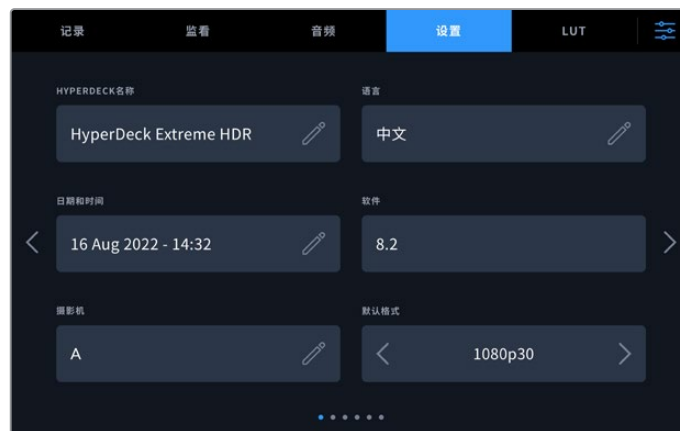 记录 监看 音频 设置 LUT
HYPERDECK名称 语言
HyperDeck Extreme HDR 中文
日期和时间 软件
16 Aug 2022 - 14:32 8.2
摄影机 默认格式
A 1080p30